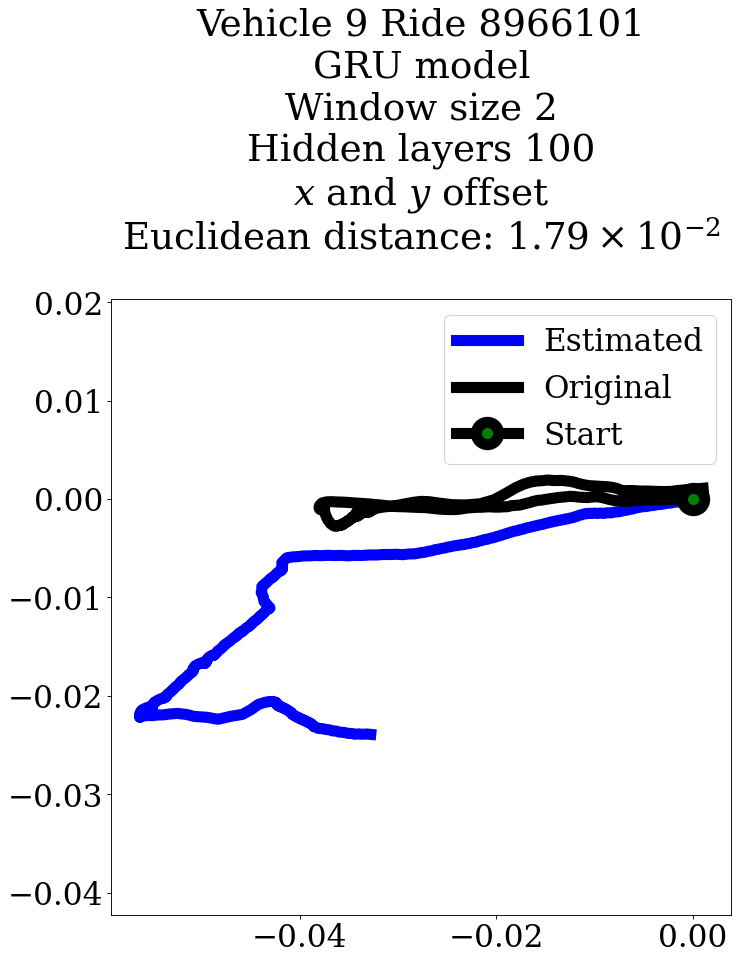 Vehicle 9 Ride 8966101
GRU model
Window size 2
Hidden layers 100
x and y offset
Euclidean distance: 1.79 × 10⁻²
0.02
0.01
0.00
−0.01
−0.02
−0.03
−0.04
Estimated
Original
Start
−0.04
−0.02
0.00